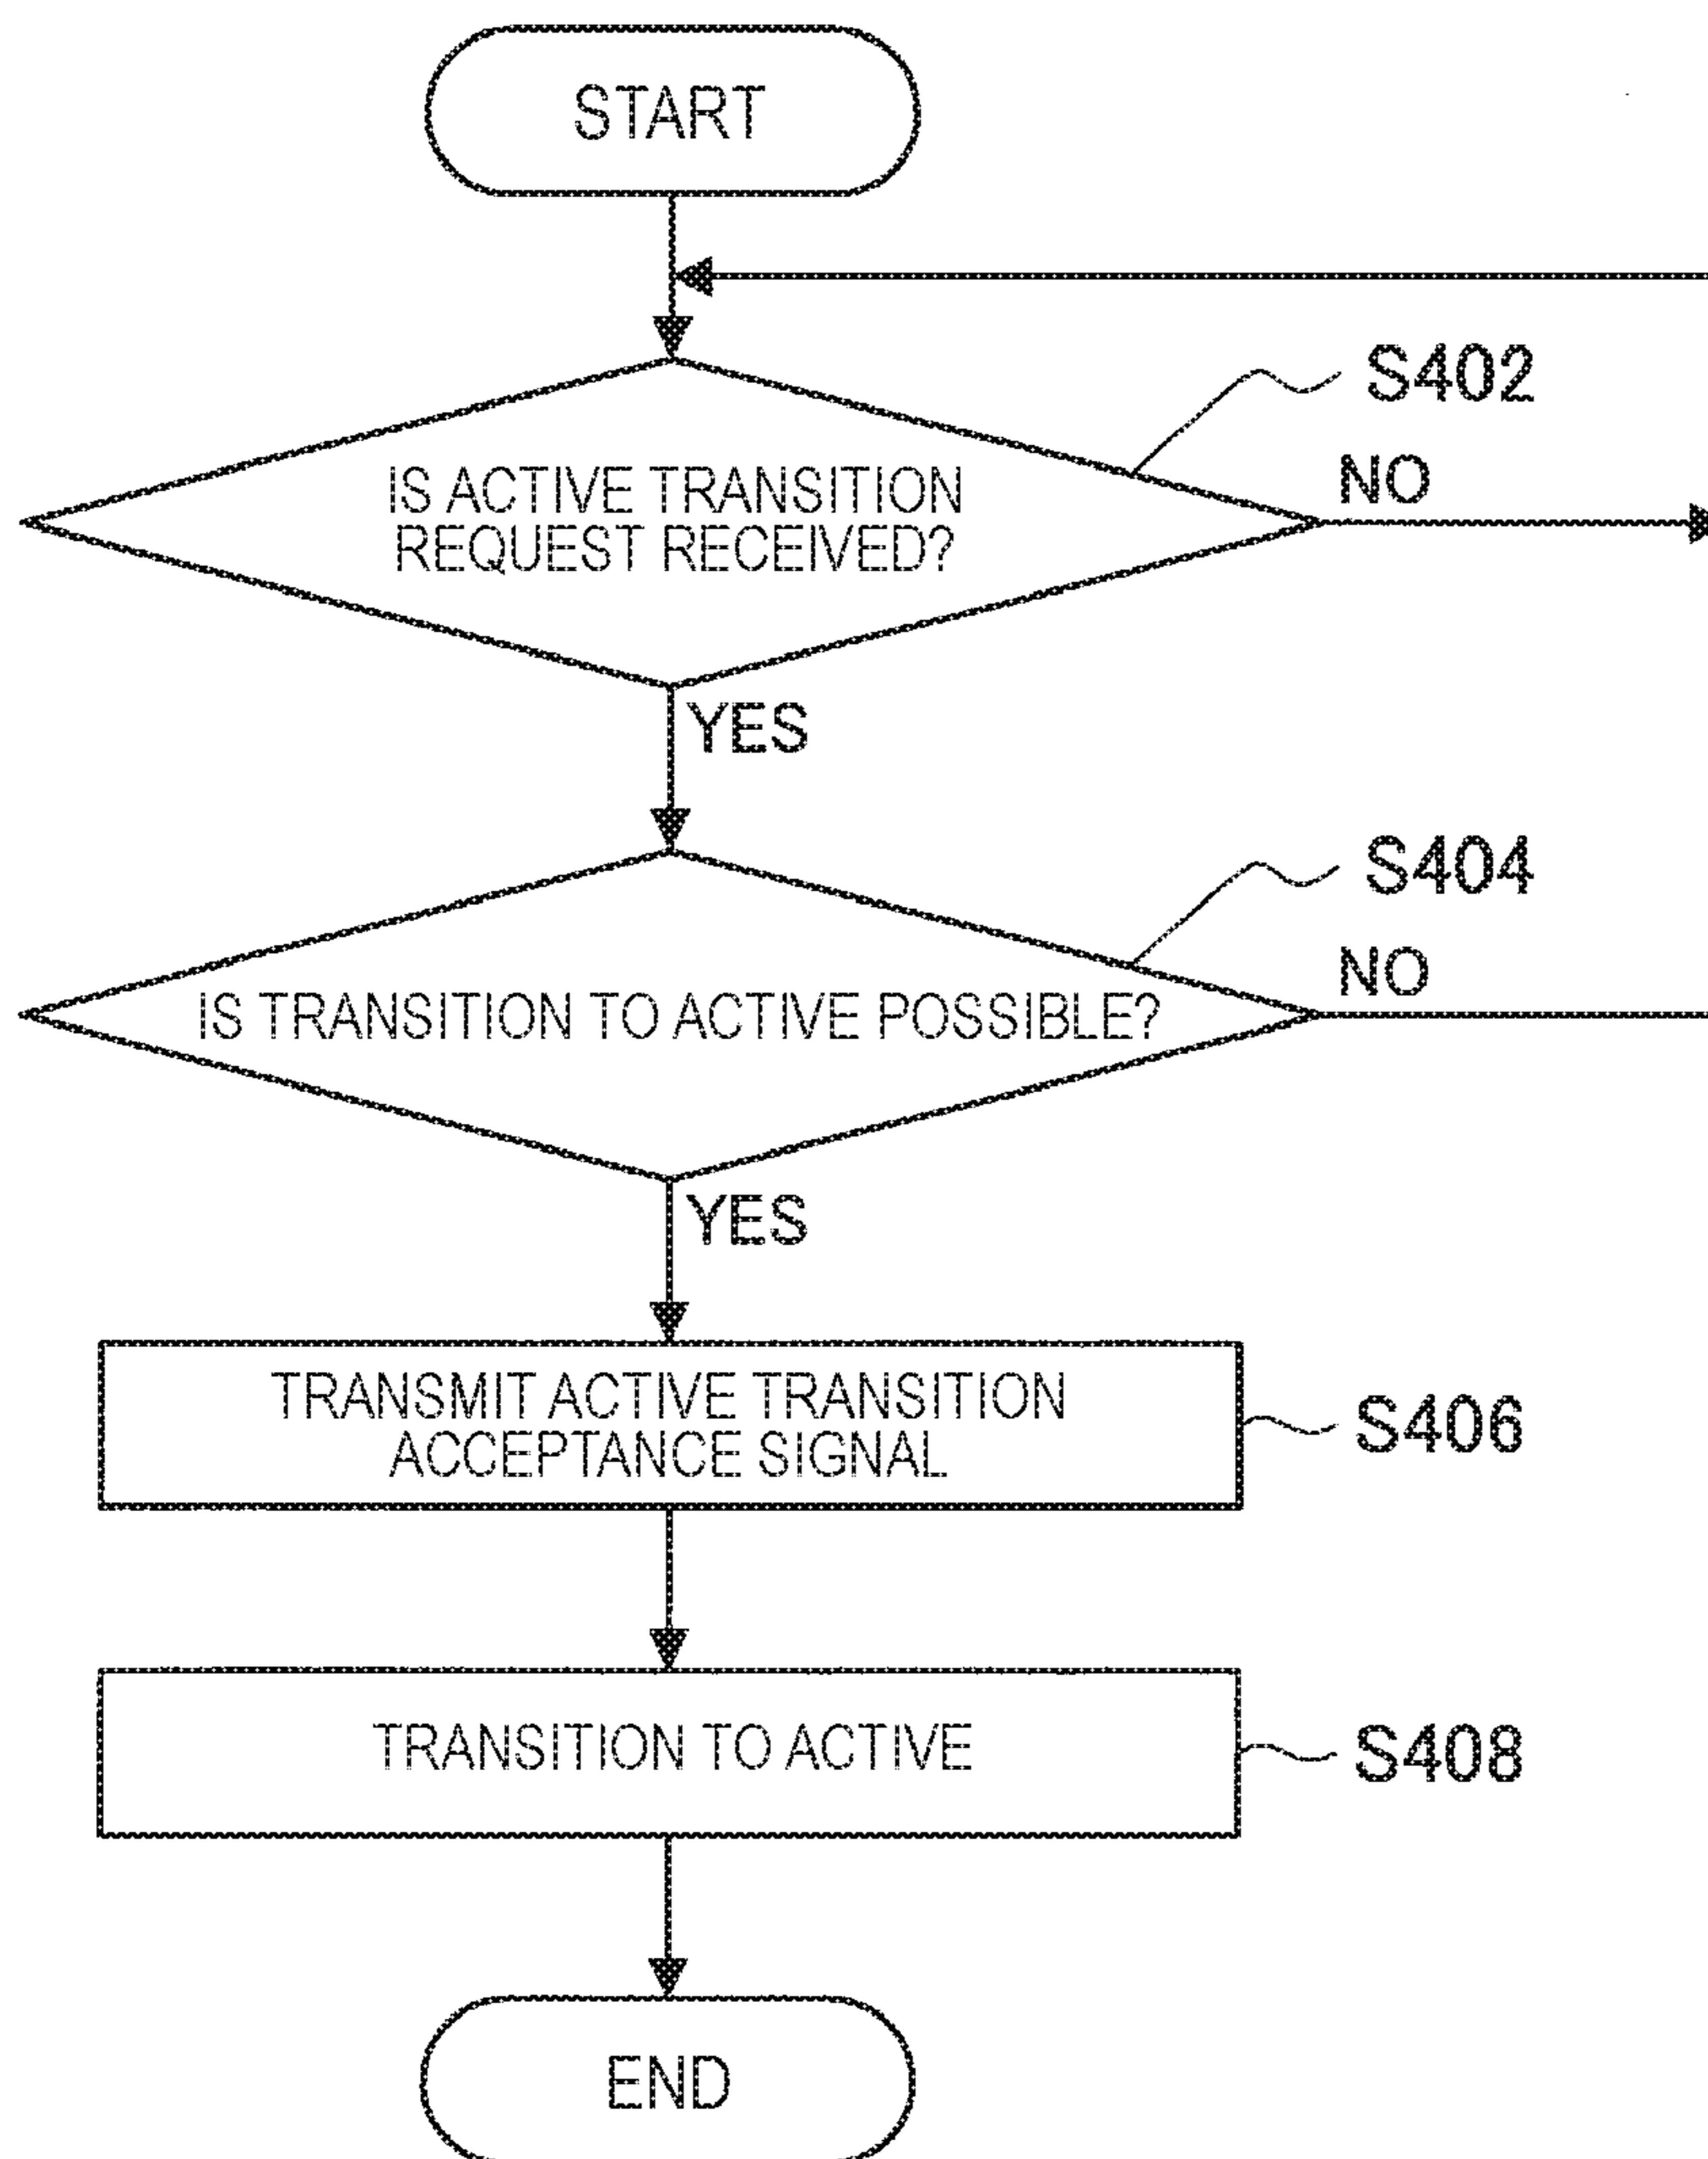 START
S402
IS ACTIVE TRANSITION
REQUEST RECEIVED?
NO
YES
S404
NO
IS TRANSITION TO ACTIVE POSSIBLE?
YES
TRANSMIT ACTIVE TRANSITION
ACCEPTANCE SIGNAL
S406
TRANSITION TO ACTIVE
S408
END